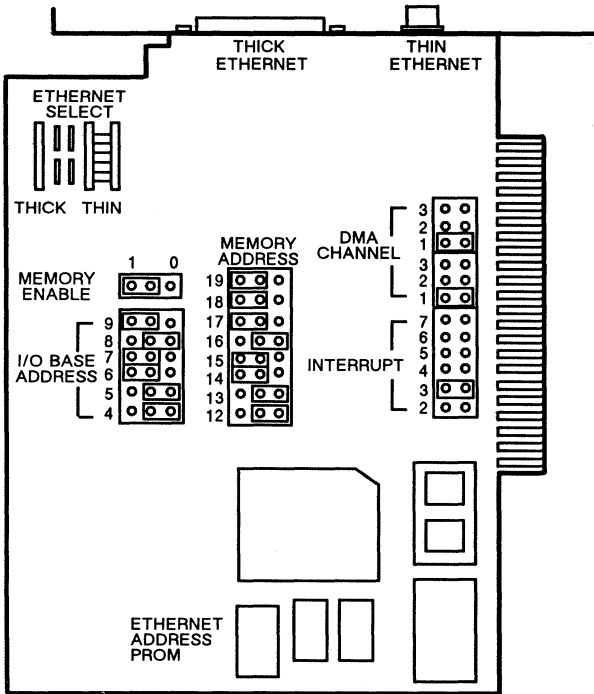 THICK
ETHERNET
THIN
ETHERNET
ETHERNET
SELECT
THICK THIN
1 0
MEMORY
ENABLE
I/O BASE
ADDRESS
9
8
7
6
5
4
MEMORY
ADDRESS
19
18
17
16
15
14
13
12
DMA
CHANNEL
3
2
1
3
2
1
INTERRUPT
7
6
5
4
3
2
ETHERNET
ADDRESS
PROM